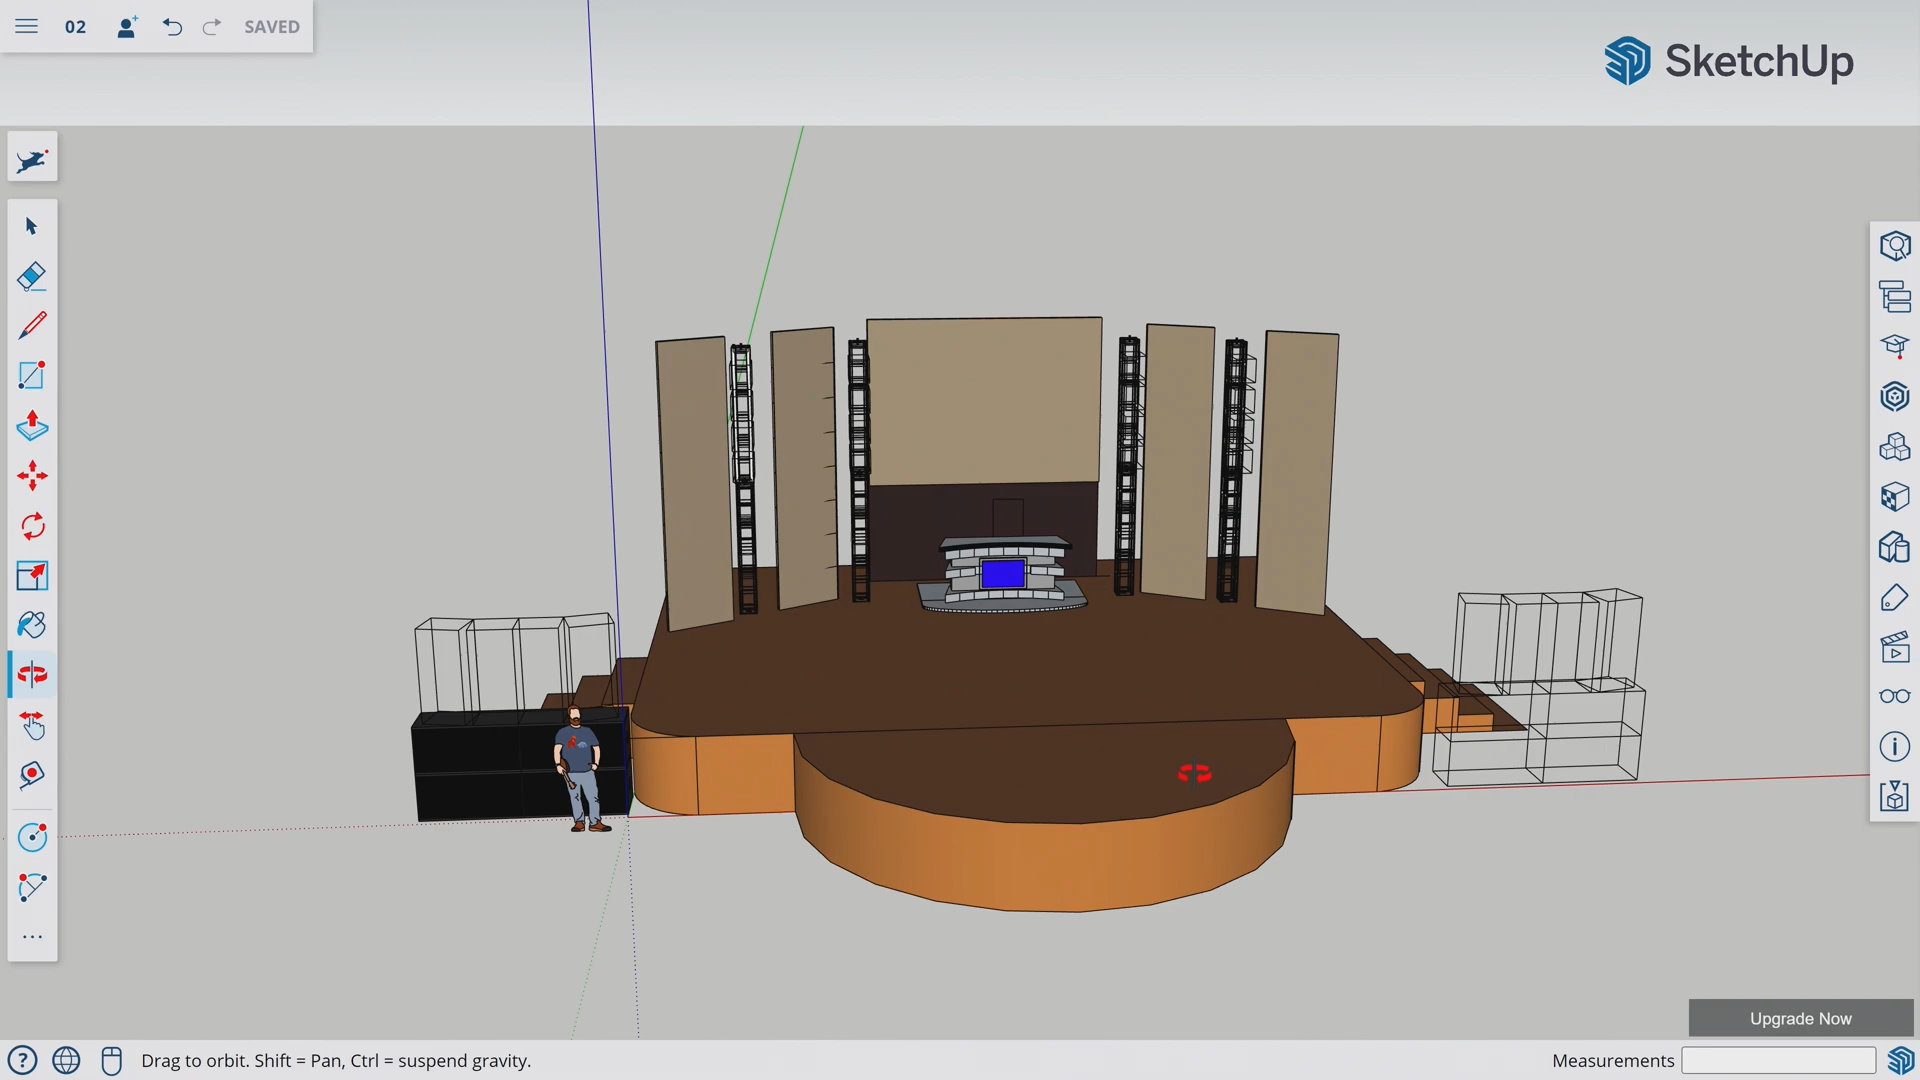 02
SAVED
SketchUp
Upgrade Now
Drag to orbit. Shift = Pan, Ctrl = suspend gravity.
Measurements